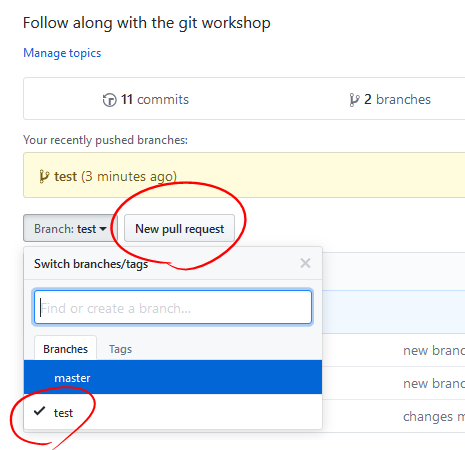 Follow along with the git workshop
Manage topics
11 commits
2 branches
Your recently pushed branches:
test (3 minutes ago)
Branch: test
New pull request
Switch branches/tags
Find or create a branch...
Branches Tags
master
new branc
test
new branc
changes m